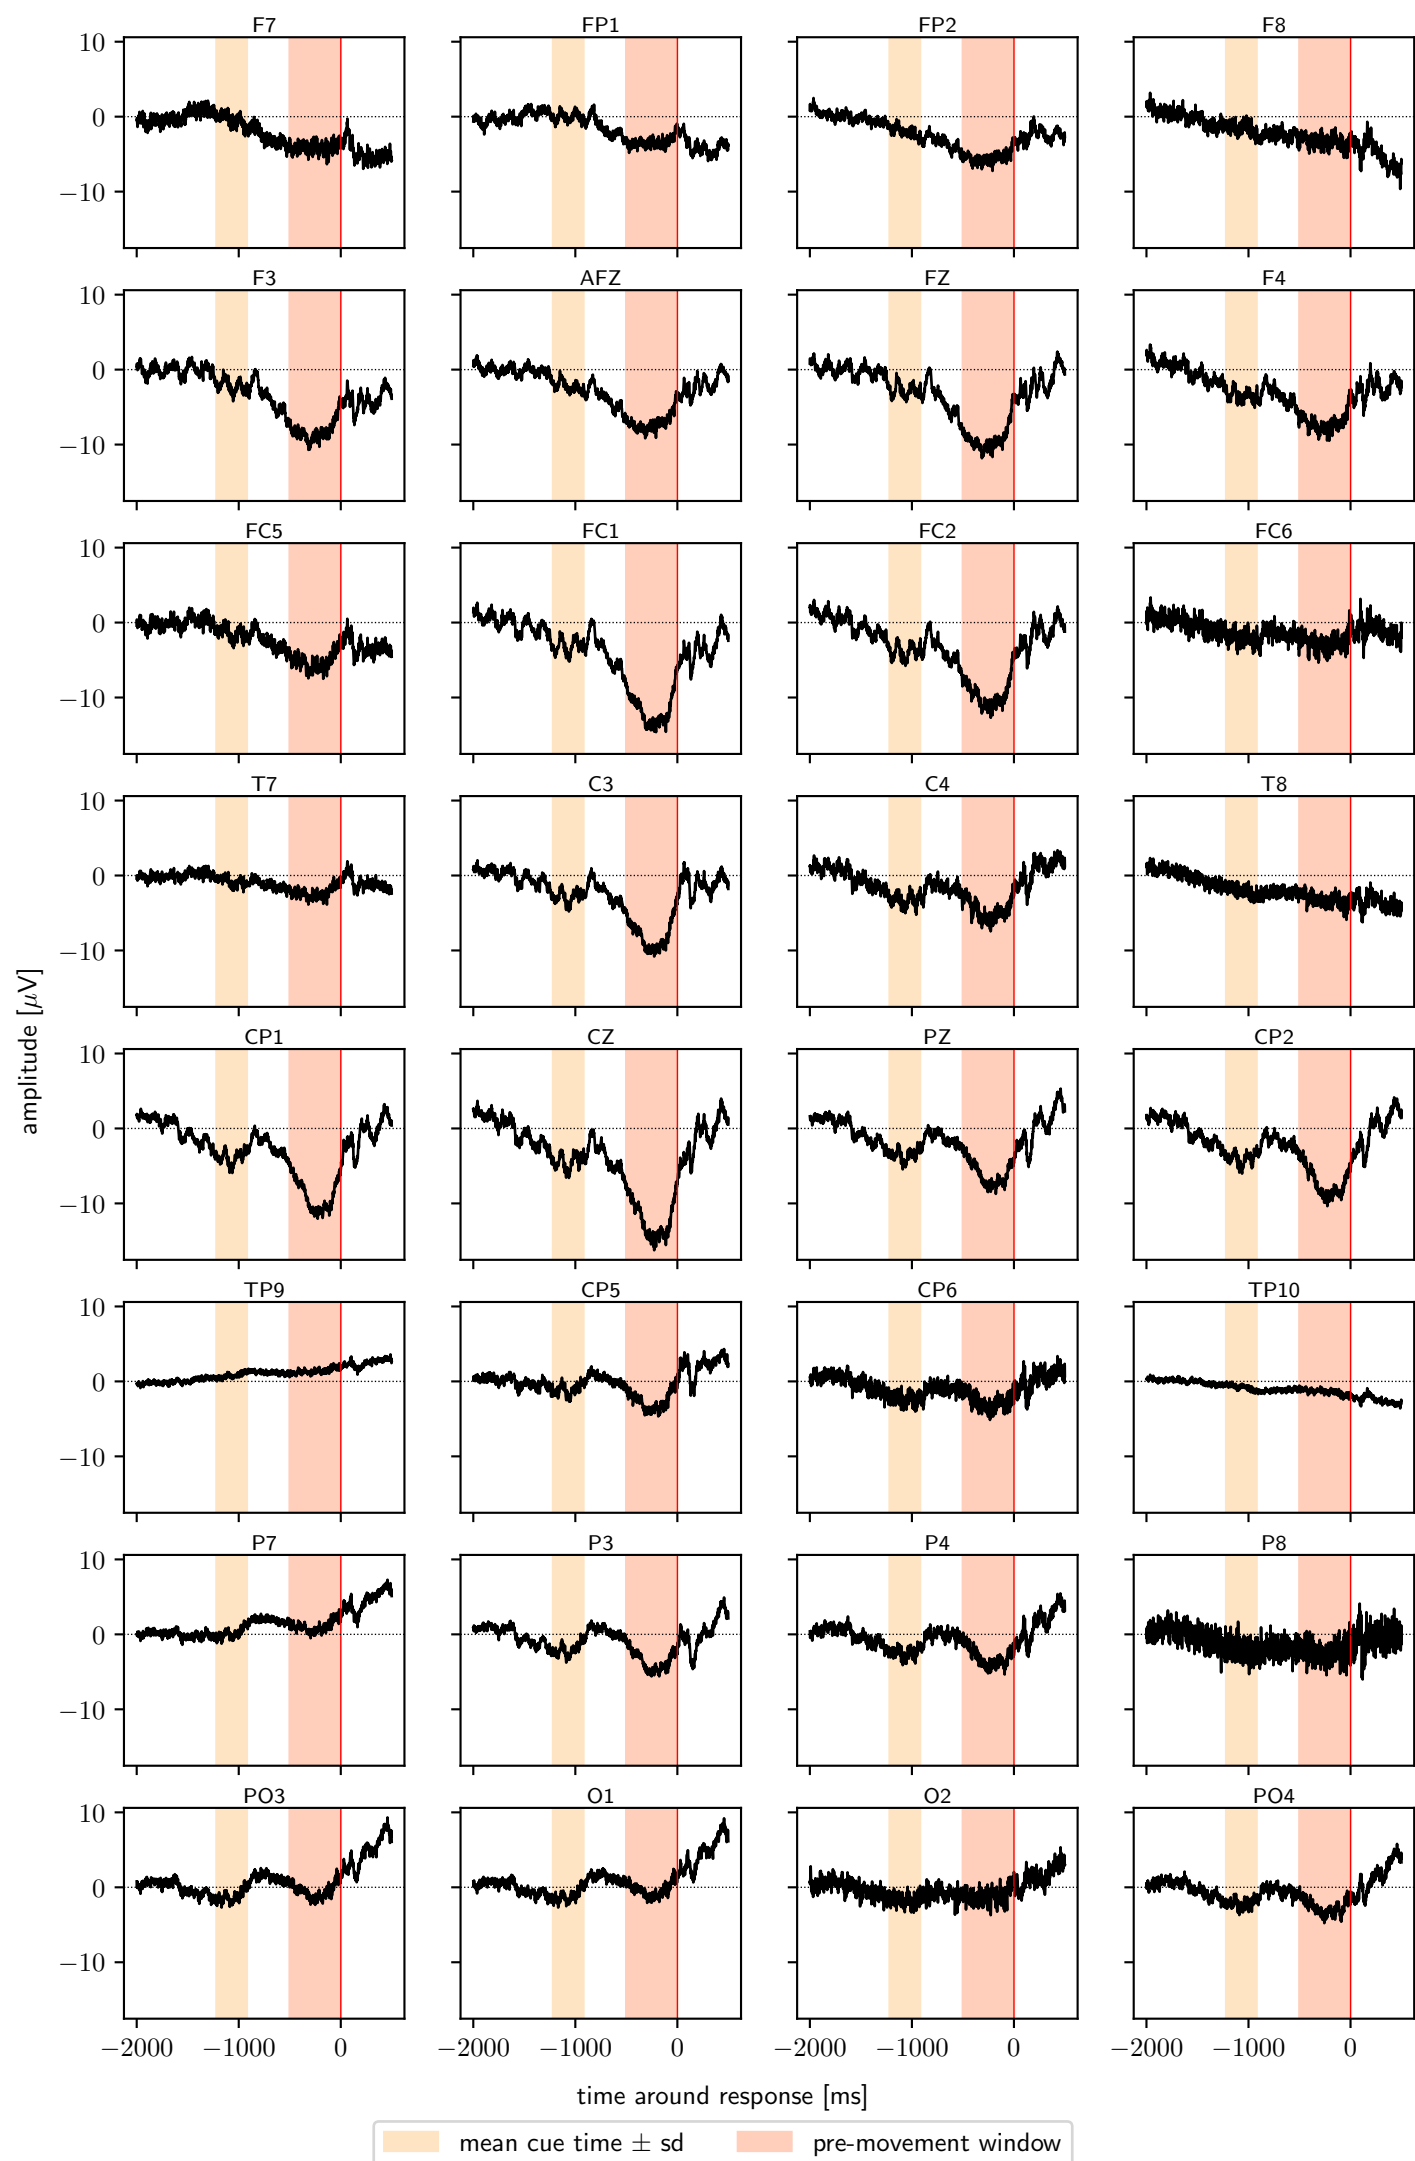 F7 FP1 FP2 F8
10
0
−10
F3 AFZ FZ F4
10
0
−10
FC5 FC1 FC2 FC6
10
0
−10
T7 C3 C4 T8
10
0
−10
amplitude [μV]
CP1 CZ PZ CP2
10
0
−10
TP9 CP5 CP6 TP10
10
0
−10
P7 P3 P4 P8
10
0
−10
PO3 O1 O2 PO4
10
0
−10
−2000 −1000 0 −2000 −1000 0 −2000 −1000 0 −2000 −1000 0
time around response [ms]
mean cue time ± sd pre-movement window